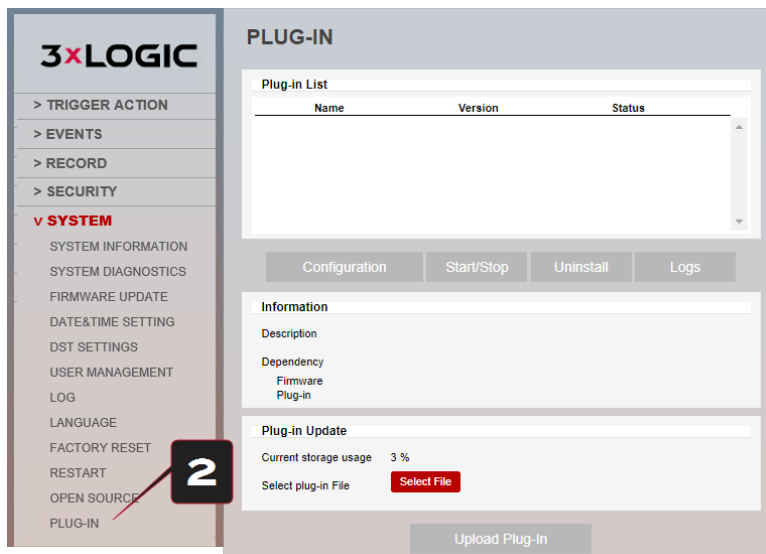 3xLOGIC
> TRIGGER ACTION
> EVENTS
> RECORD
> SECURITY
v SYSTEM
SYSTEM INFORMATION
SYSTEM DIAGNOSTICS
FIRMWARE UPDATE
DATE&TIME SETTING
DST SETTINGS
USER MANAGEMENT
LOG
LANGUAGE
FACTORY RESET
RESTART
OPEN SOURCE
PLUG-IN
2
PLUG-IN
Plug-in List
Name Version Status
Configuration Start/Stop Uninstall Logs
Information
Description
Dependency
Firmware
Plug-in
Plug-in Update
Current storage usage 3 %
Select plug-in File Select File
Upload Plug-In